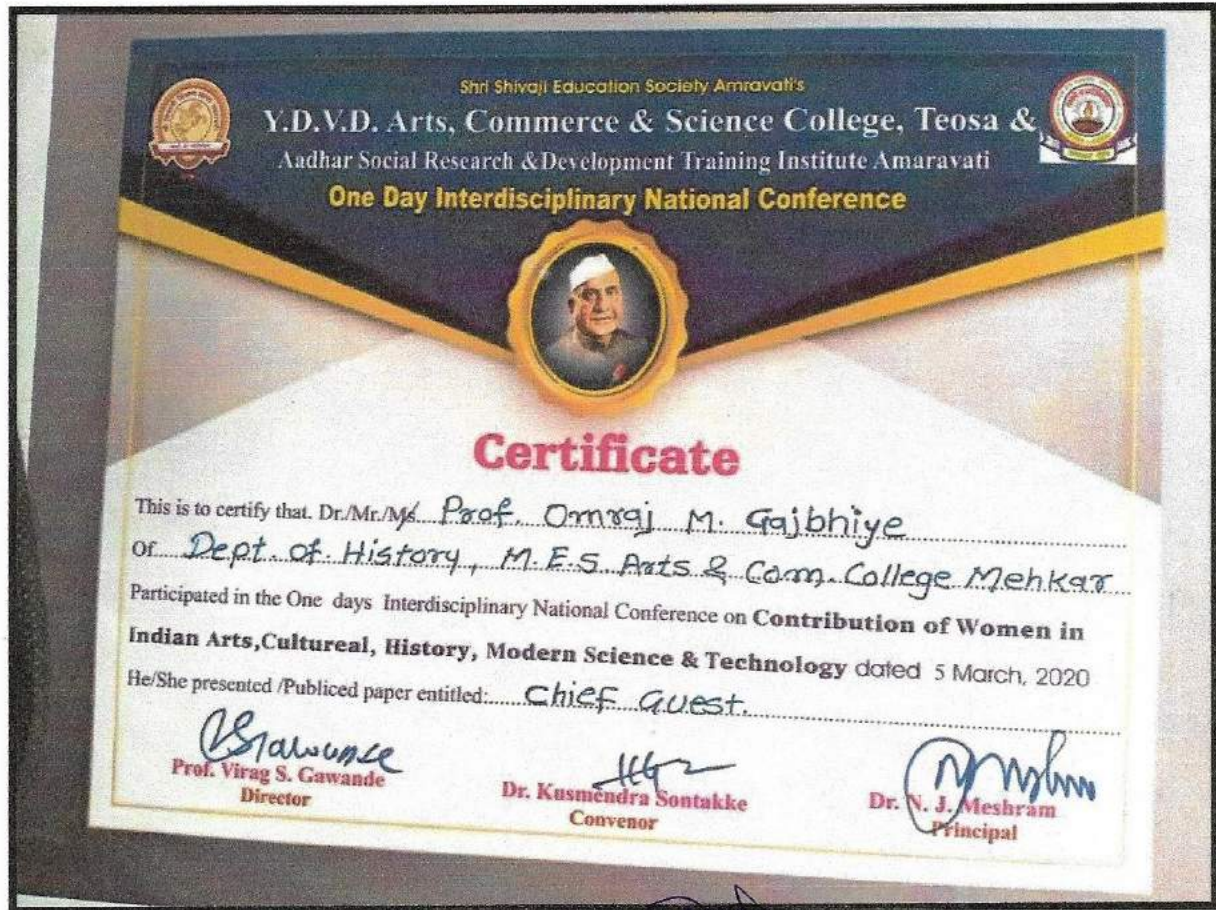 Shri Shivaji Education Society Amravati's
Y.D.V.D. Arts, Commerce & Science College, Teosa &
Aadhar Social Research & Development Training Institute Amaravati
One Day Interdisciplinary National Conference
Certificate
This is to certify that. Dr./Mr./Ms. Prof. Omraj M. Gajbhiye
Of Dept. of History, M.E.S Arts & Com. College Mehkar
Participated in the One days Interdisciplinary National Conference on Contribution of Women in
Indian Arts,Cultureal, History, Modern Science & Technology dated 5 March, 2020
He/She presented /Publiced paper entitled: Chief Guest.
Prof. Virag S. Gawande
Director
Dr. Kusmendra Sontakke
Convenor
Dr. N. J. Meshram
Principal